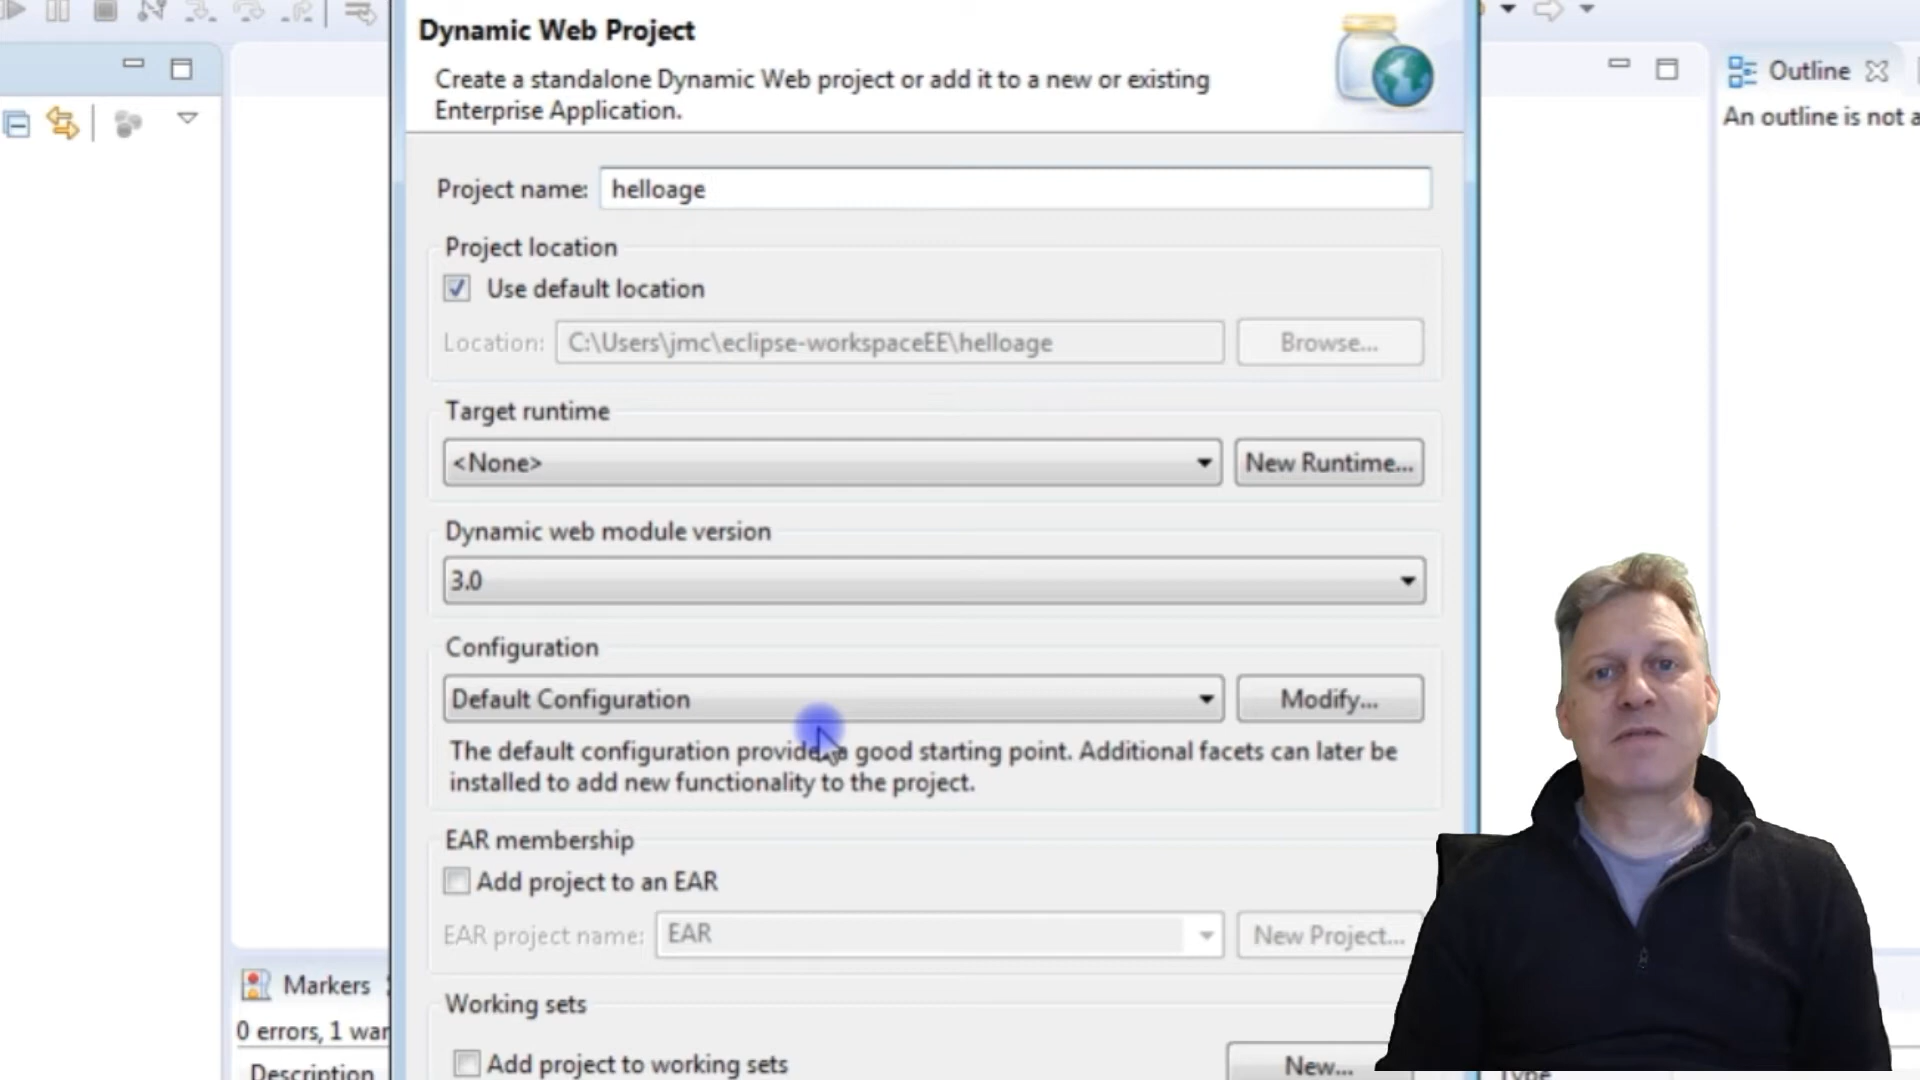 Dynamic Web Project
Create a standalone Dynamic Web project or add it to a new or existing
Enterprise Application.
Outline
An outline is not a
Project name: helloage
Project location
Use default location
Location: C:\Users\jmc\eclipse-workspaceEE\helloage Browse...
Target runtime
<None> New Runtime...
Dynamic web module version
3.0
Configuration
Default Configuration Modify...
The default configuration provides a good starting point. Additional facets can later be
installed to add new functionality to the project.
EAR membership
Add project to an EAR
EAR project name: EAR New Project...
Markers
Working sets
0 errors, 1 war
Add project to working sets New...
Description
Type